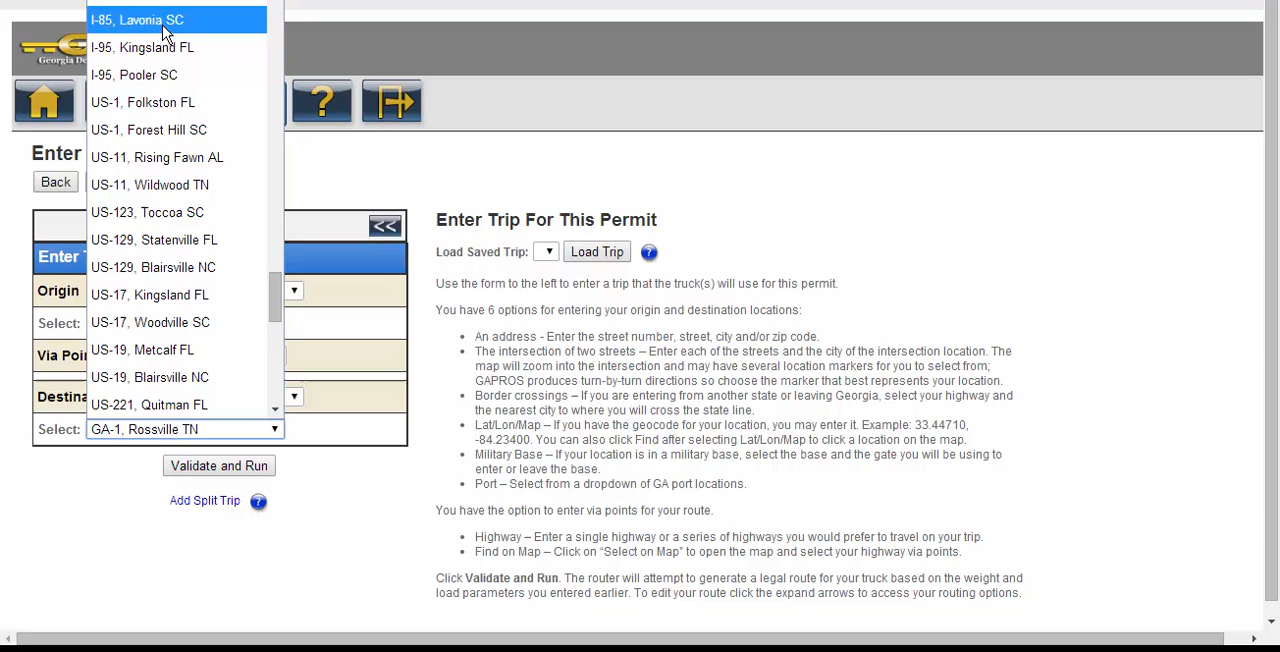 I-85, Lavonia SC
I-95, Kingsland FL
Georgia De
I-95, Pooler SC
US-1, Folkston FL
US-1, Forest Hill SC
US-11, Rising Fawn AL
US-11, Wildwood TN
US-123, Toccoa SC
US-129, Statenville FL
US-129, Blairsville NC
US-17, Kingsland FL
US-17, Woodville SC
US-19, Metcalf FL
US-19, Blairsville NC
US-221, Quitman FL
?
Enter
Back
<<
Enter T
Origin
Select:
Via Poin
Destina
Select: GA-1, Rossville TN
Validate and Run
Add Split Trip ?
Enter Trip For This Permit
Load Saved Trip: Load Trip ?
Use the form to the left to enter a trip that the truck(s) will use for this permit.
You have 6 options for entering your origin and destination locations:
• An address - Enter the street number, street, city and/or zip code.
• The intersection of two streets – Enter each of the streets and the city of the intersection location. The
map will zoom into the intersection and may have several location markers for you to select from;
GAPROS produces turn-by-turn directions so choose the marker that best represents your location.
• Border crossings – If you are entering from another state or leaving Georgia, select your highway and
the nearest city to where you will cross the state line.
• Lat/Lon/Map – If you have the geocode for your location, you may enter it. Example: 33.44710,
-84.23400. You can also click Find after selecting Lat/Lon/Map to click a location on the map.
• Military Base – If your location is in a military base, select the base and the gate you will be using to
enter or leave the base.
• Port – Select from a dropdown of GA port locations.
You have the option to enter via points for your route.
• Highway – Enter a single highway or a series of highways you would prefer to travel on your trip.
• Find on Map – Click on “Select on Map” to open the map and select your highway via points.
Click Validate and Run. The router will attempt to generate a legal route for your truck based on the weight and
load parameters you entered earlier. To edit your route click the expand arrows to access your routing options.